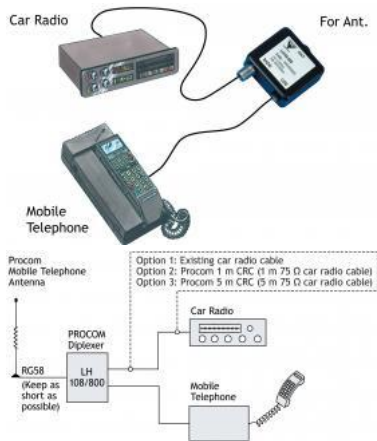 Car Radio
For Ant.
Mobile
Telephone
Procom
Mobile Telephone
Antenna
Option 1: Existing car radio cable
Option 2: Procom 1 m CRC (1 m 75 Ω car radio cable)
Option 3: Procom 5 m CRC (5 m 75 Ω car radio cable)
Car Radio
PROCOM
Diplexer
LH
108/800
RG58
(Keep as
short as
possible)
Mobile
Telephone